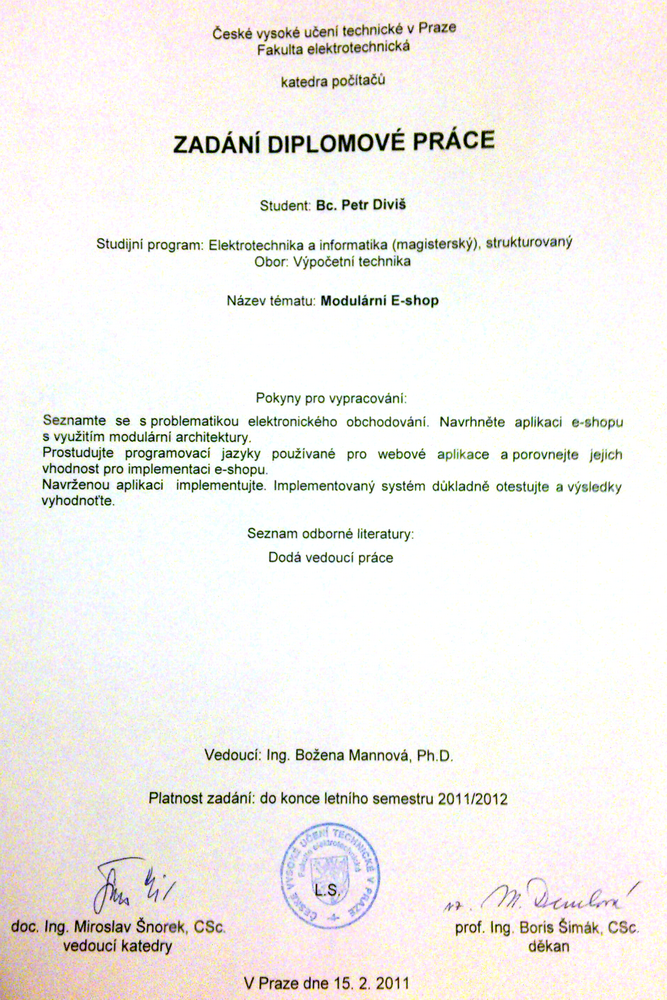 České vysoké učení technické v Praze
Fakulta elektrotechnická
katedra počítačů
ZADÁNÍ DIPLOMOVÉ PRÁCE
Student: Bc. Petr Diviš
Studijní program: Elektrotechnika a informatika (magisterský), strukturovaný
Obor: Výpočetní technika
Název tématu: Modulární E-shop
Pokyny pro vypracování:
Seznamte se s problematikou elektronického obchodování. Navrhněte aplikaci e-shopu
s využitím modulární architektury.
Prostudujte programovací jazyky používané pro webové aplikace a porovnejte jejich
vhodnost pro implementaci e-shopu.
Navrženou aplikaci implementujte. Implementovaný systém důkladně otestujte a výsledky
vyhodnoťte.
Seznam odborné literatury:
Dodá vedoucí práce
Vedoucí: Ing. Božena Mannová, Ph.D.
Platnost zadání: do konce letního semestru 2011/2012
ČESKÉ VYSOKÉ UČENÍ TECHNICKÉ V PRAZE
Fakulta elektrotechnická
L.S.
-4-
M. Demlová
doc. Ing. Miroslav Šnorek, CSc.
vedoucí katedry
prof. Ing. Boris Šimák, CSc.
děkan
V Praze dne 15. 2. 2011